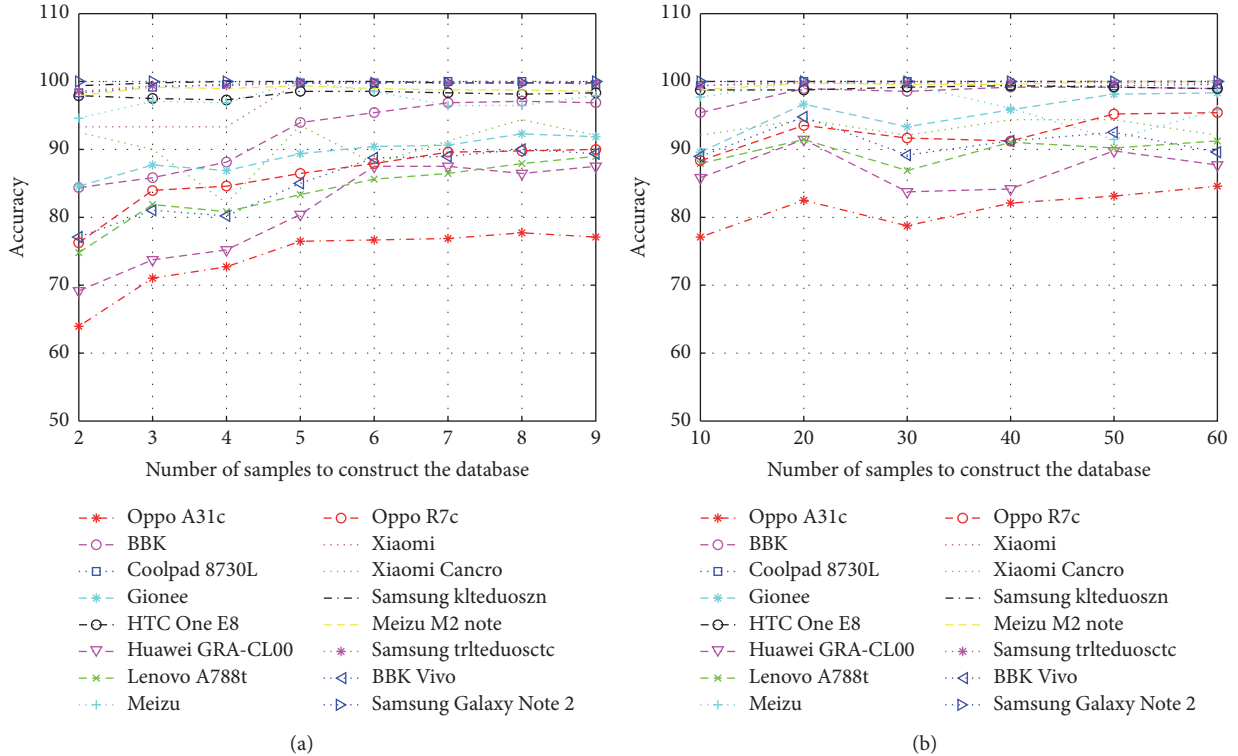 110
100
90
80
70
60
50
Accuracy
2 3 4 5 6 7 8 9
Number of samples to construct the database
Oppo A31c
BBK
Coolpad 8730L
Gionee
HTC One E8
Huawei GRA-CL00
Lenovo A788t
Meizu
Oppo R7c
Xiaomi
Xiaomi Cancro
Samsung klteduoszn
Meizu M2 note
Samsung trlteduosctc
BBK Vivo
Samsung Galaxy Note 2
(a)
110
100
90
80
70
60
50
Accuracy
10 20 30 40 50 60
Number of samples to construct the database
Oppo A31c
BBK
Coolpad 8730L
Gionee
HTC One E8
Huawei GRA-CL00
Lenovo A788t
Meizu
Oppo R7c
Xiaomi
Xiaomi Cancro
Samsung klteduoszn
Meizu M2 note
Samsung trlteduosctc
BBK Vivo
Samsung Galaxy Note 2
(b)